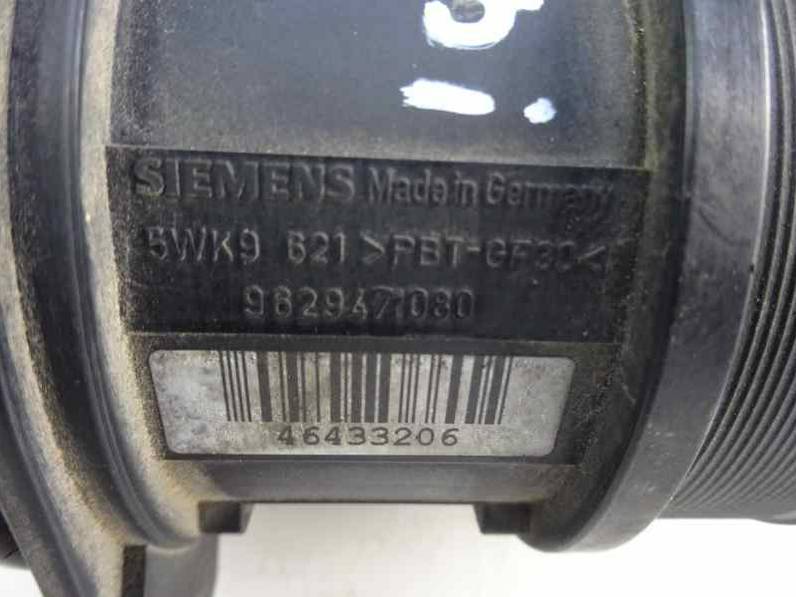 SIEMENS Made in Germany
5WK9 621 >PBT-GF30<
9629471080
46433206